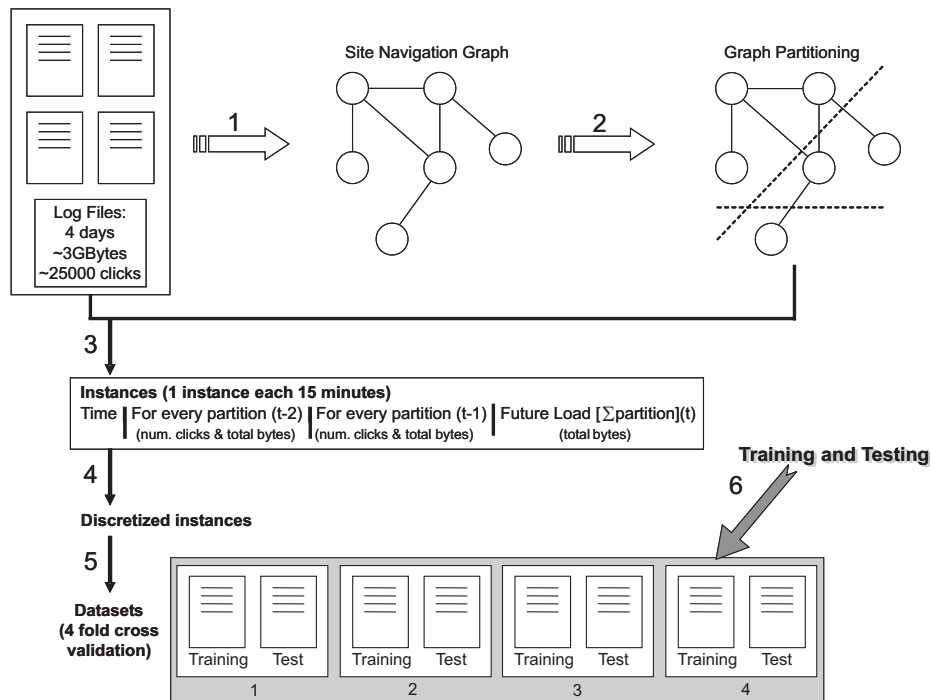 Site Navigation Graph
Graph Partitioning
1
2
Log Files:
4 days
~3GBytes
~25000 clicks
3
Instances (1 instance each 15 minutes)
Time | For every partition (t-2) | For every partition (t-1) | Future Load [∑partition](t)
(num. clicks & total bytes) (num. clicks & total bytes) (total bytes)
4
Training and Testing
6
Discretized instances
5
Datasets
(4 fold cross
validation)
Training Test Training Test Training Test Training Test
1 2 3 4